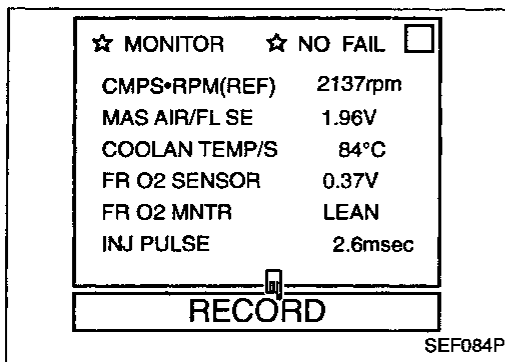 ☆ MONITOR ☆ NO FAIL
CMPS•RPM(REF) 2137rpm
MAS AIR/FL SE 1.96V
COOLAN TEMP/S 84°C
FR O2 SENSOR 0.37V
FR O2 MNTR LEAN
INJ PULSE 2.6msec
RECORD
SEF084P